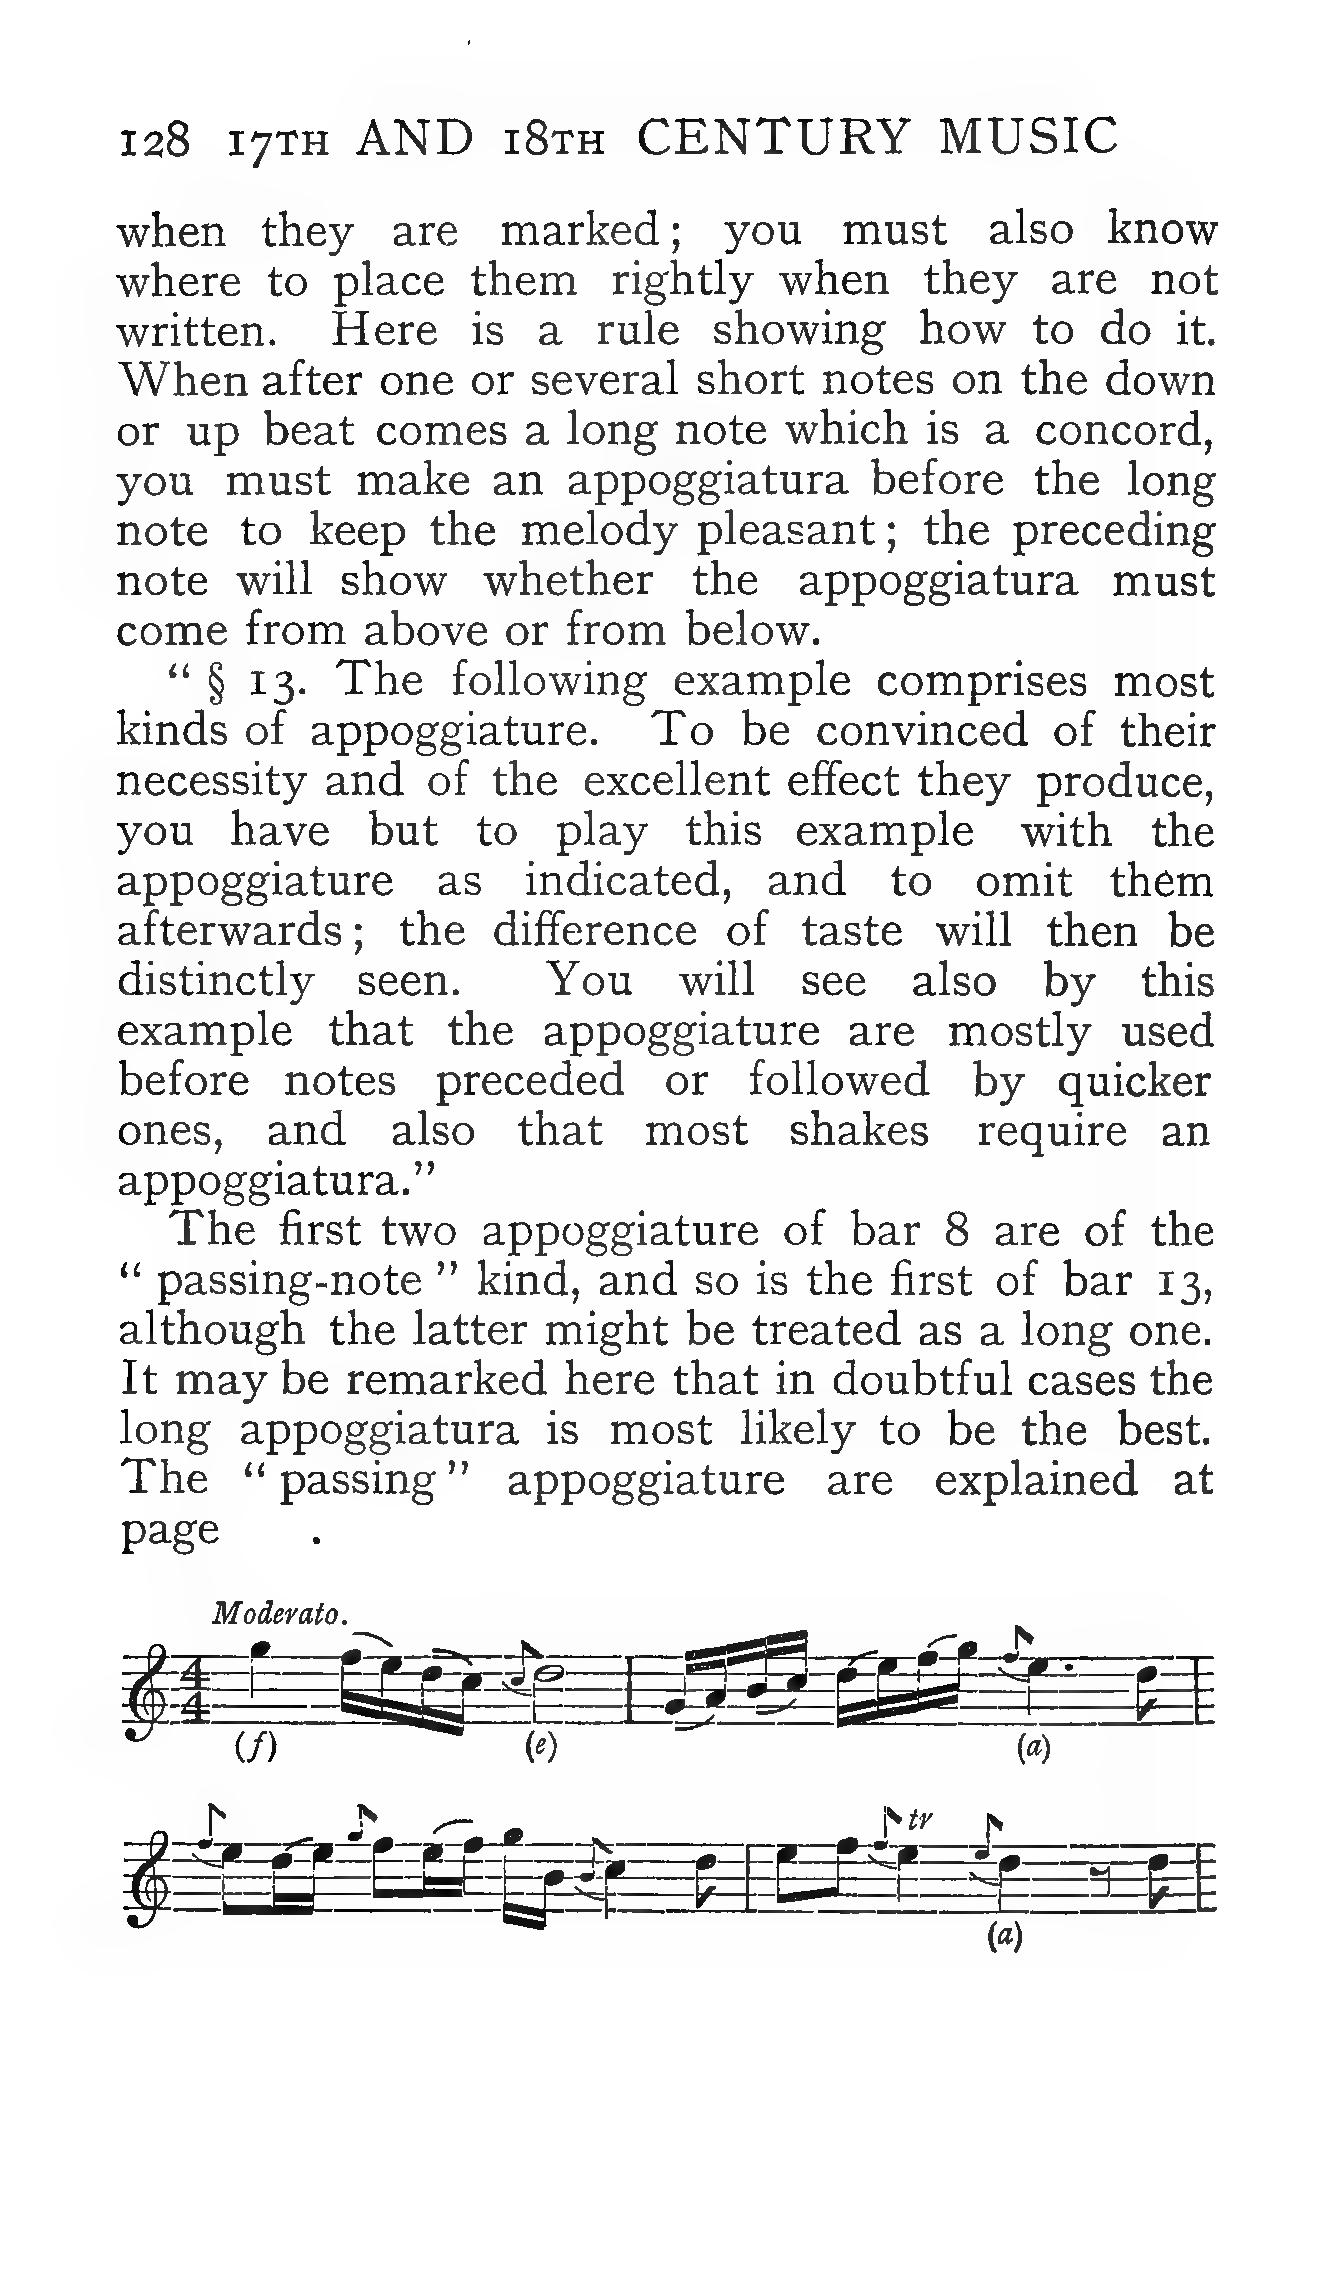 128 17TH AND 18TH CENTURY MUSIC
when they are marked; you must also know
where to place them rightly when they are not
written. Here is a rule showing how to do it.
When after one or several short notes on the down
or up beat comes a long note which is a concord,
you must make an appoggiatura before the long
note to keep the melody pleasant; the preceding
note will show whether the appoggiatura must
come from above or from below.
“ § 13. The following example comprises most
kinds of appoggiature. To be convinced of their
necessity and of the excellent effect they produce,
you have but to play this example with the
appoggiature as indicated, and to omit them
afterwards; the difference of taste will then be
distinctly seen. You will see also by this
example that the appoggiature are mostly used
before notes preceded or followed by quicker
ones, and also that most shakes require an
appoggiatura.”
The first two appoggiature of bar 8 are of the
“ passing-note ” kind, and so is the first of bar 13,
although the latter might be treated as a long one.
It may be remarked here that in doubtful cases the
long appoggiatura is most likely to be the best.
The “ passing ” appoggiature are explained at
page .
Moderato.
4
4
(f) (e) (a)
tr
(a)